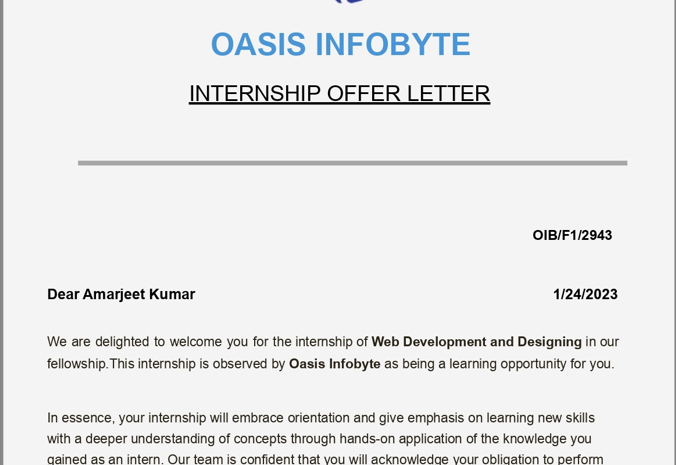 OASIS INFOBYTE
INTERNSHIP OFFER LETTER
OIB/F1/2943
Dear Amarjeet Kumar 1/24/2023
We are delighted to welcome you for the internship of Web Development and Designing in our
fellowship.This internship is observed by Oasis Infobyte as being a learning opportunity for you.
In essence, your internship will embrace orientation and give emphasis on learning new skills
with a deeper understanding of concepts through hands-on application of the knowledge you
gained as an intern. Our team is confident that you will acknowledge your obligation to perform